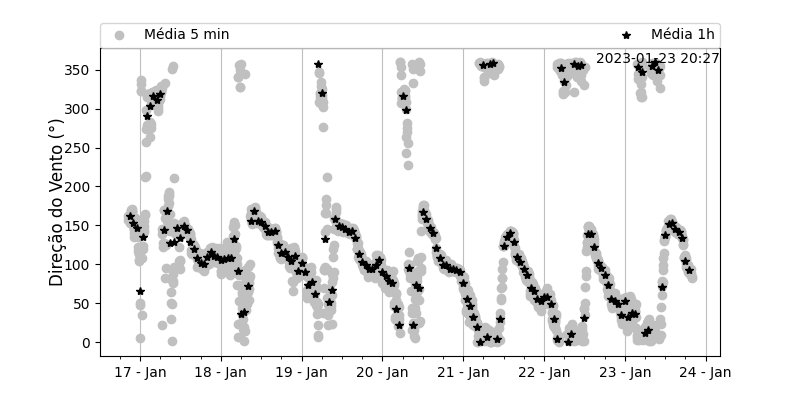 Média 5 min
Média 1h
2023-01-23 20:27
Direção do Vento (°)
350
300
250
200
150
100
50
0
17 - Jan
18 - Jan
19 - Jan
20 - Jan
21 - Jan
22 - Jan
23 - Jan
24 - Jan